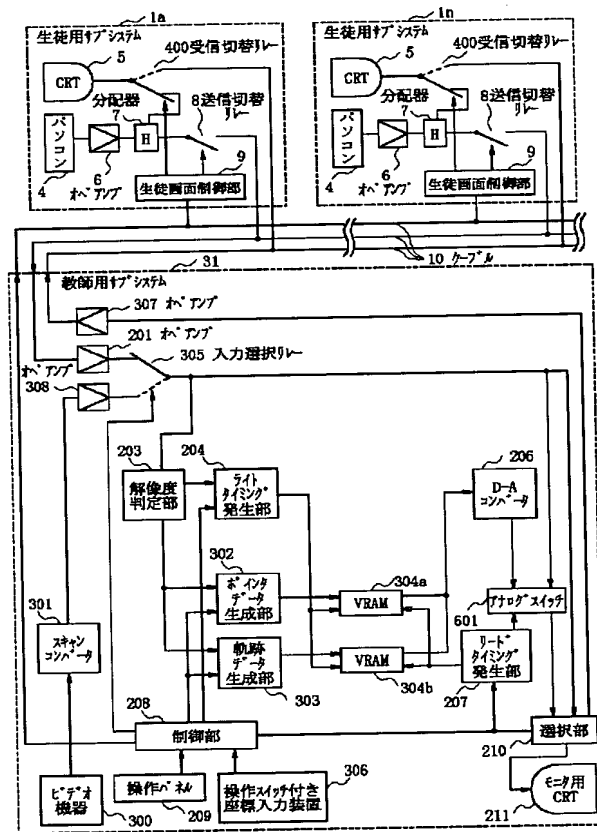 1a
生徒用サブシステム
5
400受信切替リレー
CRT
分配器
7
8送信切替
リレー
パソコン
H
4
6
オペアンプ
9
生徒画面制御部
1n
生徒用サブシステム
5
400受信切替リレー
CRT
分配器
7
8送信切替
リレー
パソコン
H
4
6
オペアンプ
9
生徒画面制御部
31
10 ケーブル
教師用サブシステム
307 オペアンプ
201 オペアンプ
オペアンプ
305 入力選択リレー
308
203
204
206
解像度
判定部
ライト
タイミング
発生部
D-A
コンバータ
302
304a
ポインタ
データ
生成部
VRAM
アナログスイッチ
301
601
スキャン
コンバータ
軌跡
データ
生成部
VRAM
リード
タイミング
発生部
303
304b
207
208
制御部
選択部
210
306
ビデオ
機器
操作パネル
操作スイッチ付き
座標入力装置
モニタ用
CRT
300
209
211